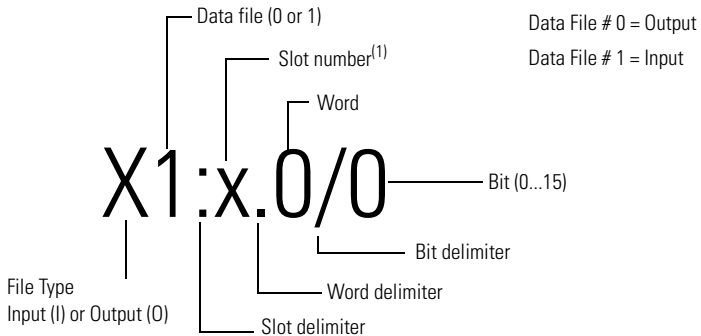 Data file (0 or 1)
Data File # 0 = Output
Slot number(1)
Data File # 1 = Input
Word
X1:x.0/0
Bit (0...15)
Bit delimiter
File Type
Input (I) or Output (O)
Word delimiter
Slot delimiter